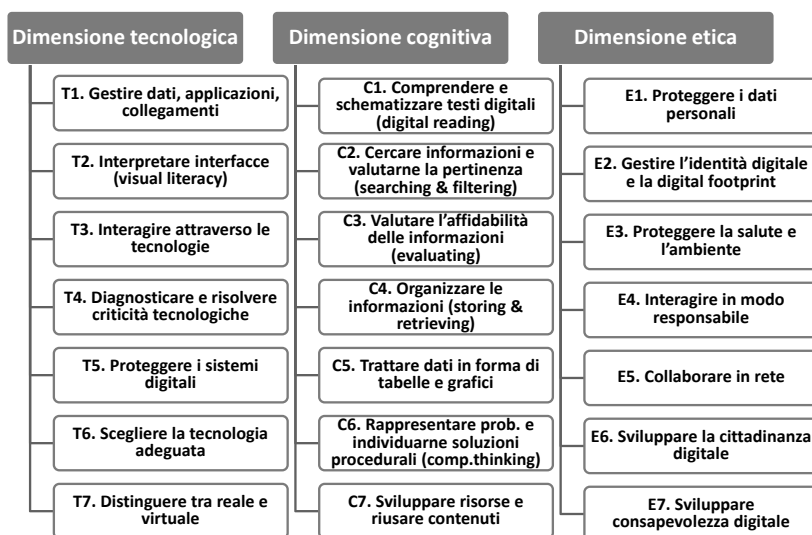 Dimensione tecnologica
T1. Gestire dati, applicazioni,
collegamenti
T2. Interpretare interfacce
(visual literacy)
T3. Interagire attraverso le
tecnologie
T4. Diagnosticare e risolvere
criticità tecnologiche
T5. Proteggere i sistemi
digitali
T6. Scegliere la tecnologia
adeguata
T7. Distinguere tra reale e
virtuale
Dimensione cognitiva
C1. Comprendere e
schematizzare testi digitali
(digital reading)
C2. Cercare informazioni e
valutarne la pertinenza
(searching & filtering)
C3. Valutare l’affidabilità
delle informazioni
(evaluating)
C4. Organizzare le
informazioni (storing &
retrieving)
C5. Trattare dati in forma di
tabelle e grafici
C6. Rappresentare prob. e
individuarne soluzioni
procedurali (comp.thinking)
C7. Sviluppare risorse e
riusare contenuti
Dimensione etica
E1. Proteggere i dati
personali
E2. Gestire l’identità digitale
e la digital footprint
E3. Proteggere la salute e
l’ambiente
E4. Interagire in modo
responsabile
E5. Collaborare in rete
E6. Sviluppare la cittadinanza
digitale
E7. Sviluppare
consapevolezza digitale